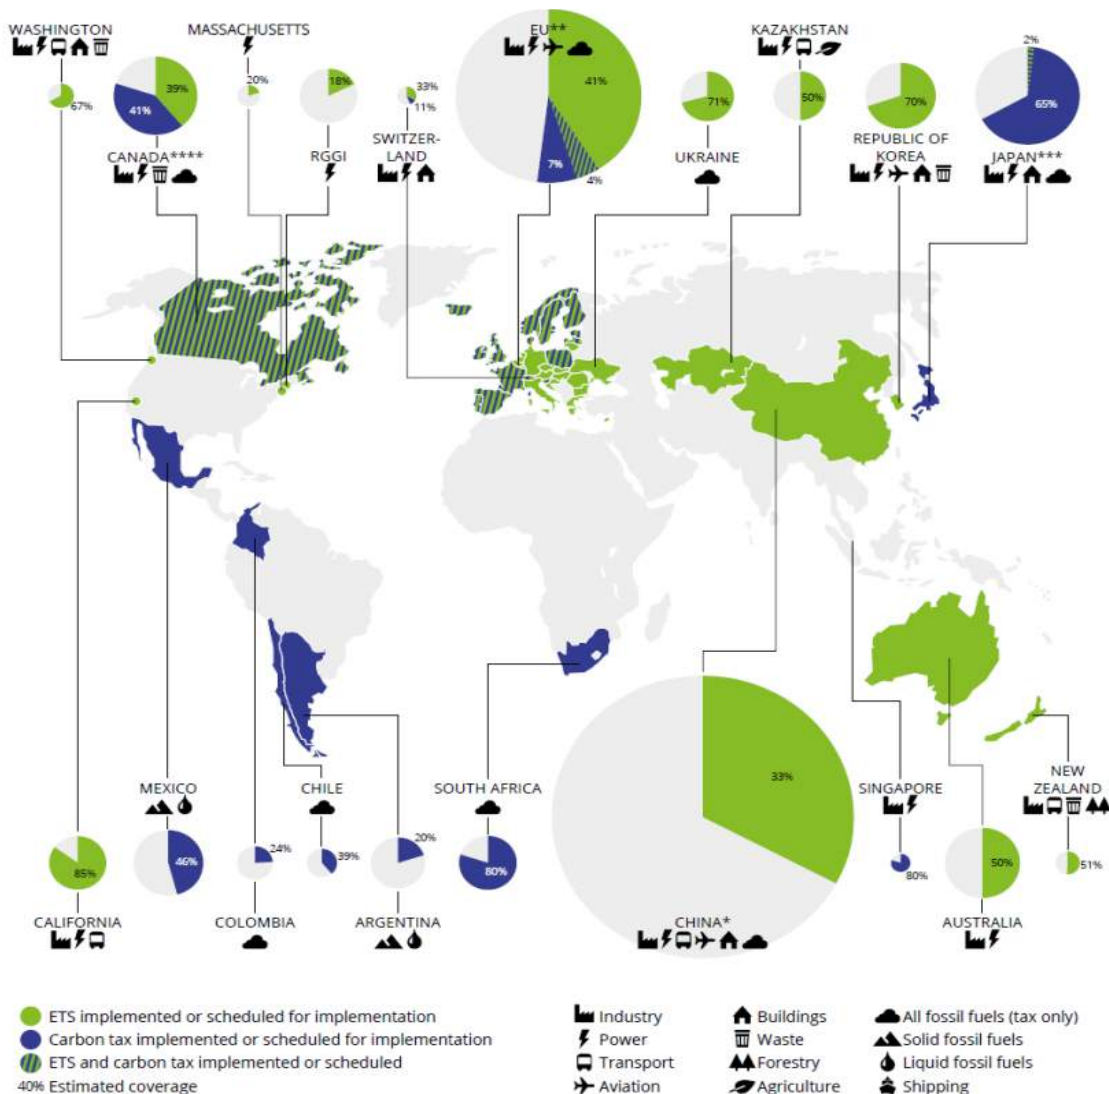 WASHINGTON
67%
39%
41%
CANADA****
MASSACHUSETTS
20%
18%
RGGI
33%
11%
SWITZER-
LAND
EU**
41%
7%
4%
71%
UKRAINE
KAZAKHSTAN
50%
70%
REPUBLIC OF
KOREA
2%
65%
JAPAN***
MEXICO
46%
85%
CALIFORNIA
24%
COLOMBIA
CHILE
39%
20%
ARGENTINA
SOUTH AFRICA
80%
33%
CHINA*
SINGAPORE
80%
50%
AUSTRALIA
NEW
ZEALAND
51%
ETS implemented or scheduled for implementation
Carbon tax implemented or scheduled for implementation
ETS and carbon tax implemented or scheduled
40% Estimated coverage
Industry
Power
Transport
Aviation
Buildings
Waste
Forestry
Agriculture
All fossil fuels (tax only)
Solid fossil fuels
Liquid fossil fuels
Shipping